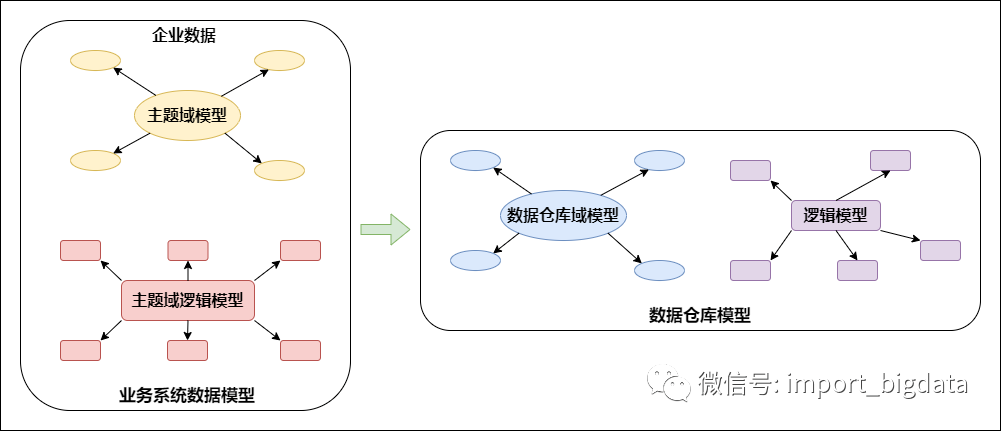 企业数据
主题域模型
主题域逻辑模型
业务系统数据模型
数据仓库域模型
逻辑模型
数据仓库模型
微信号: import_bigdata